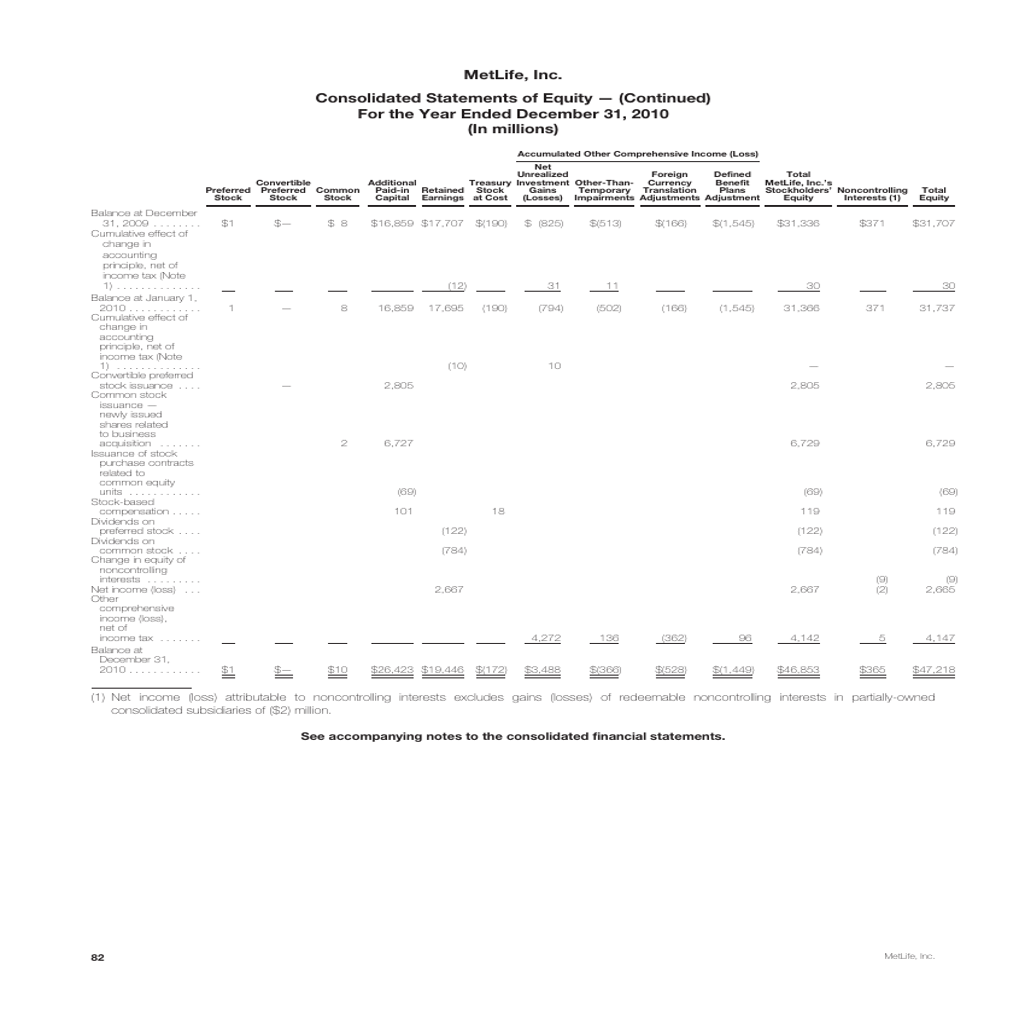 MetLife, Inc.
Consolidated Statements of Equity — (Continued)
For the Year Ended December 31, 2010
(In millions)
Accumulated Other Comprehensive Income (Loss)
Preferred Stock | Convertible Preferred Stock | Common Stock | Additional Paid-in Capital | Retained Earnings | Treasury Stock at Cost | Net Unrealized Investment Gains (Losses) | Other-Than-Temporary Impairments | Foreign Currency Translation Adjustments | Defined Benefit Plans Adjustment | Total MetLife, Inc.'s Stockholders' Equity | Noncontrolling Interests (1) | Total Equity
Balance at December
31, 2009 . . . . . . . . $1 $— $ 8 $16,859 $17,707 $(190) $ (825) $(513) $(166) $(1,545) $31,336 $371 $31,707
Cumulative effect of
change in
accounting
principle, net of
income tax (Note
1) . . . . . . . . . . . . . . (12) 31 11 30 30
Balance at January 1,
2010 . . . . . . . . . . . . 1 — 8 16,859 17,695 (190) (794) (502) (166) (1,545) 31,366 371 31,737
Cumulative effect of
change in
accounting
principle, net of
income tax (Note
1) . . . . . . . . . . . . . . (10) 10 — —
Convertible preferred
stock issuance . . . . — 2,805 2,805 2,805
Common stock
issuance —
newly issued
shares related
to business
acquisition . . . . . . . 2 6,727 6,729 6,729
Issuance of stock
purchase contracts
related to
common equity
units . . . . . . . . . . . . (69) (69) (69)
Stock-based
compensation . . . . . 101 18 119 119
Dividends on
preferred stock . . . . (122) (122) (122)
Dividends on
common stock . . . . (784) (784) (784)
Change in equity of
noncontrolling
interests . . . . . . . . . (9) (9)
Net income (loss) . . . 2,667 2,667 (2) 2,665
Other
comprehensive
income (loss),
net of
income tax . . . . . . . 4,272 136 (362) 96 4,142 5 4,147
Balance at
December 31,
2010 . . . . . . . . . . . . $1 $— $10 $26,423 $19,446 $(172) $3,488 $(366) $(528) $(1,449) $46,853 $365 $47,218
(1) Net income (loss) attributable to noncontrolling interests excludes gains (losses) of redeemable noncontrolling interests in partially-owned
consolidated subsidiaries of ($2) million.
See accompanying notes to the consolidated financial statements.
82
MetLife, Inc.